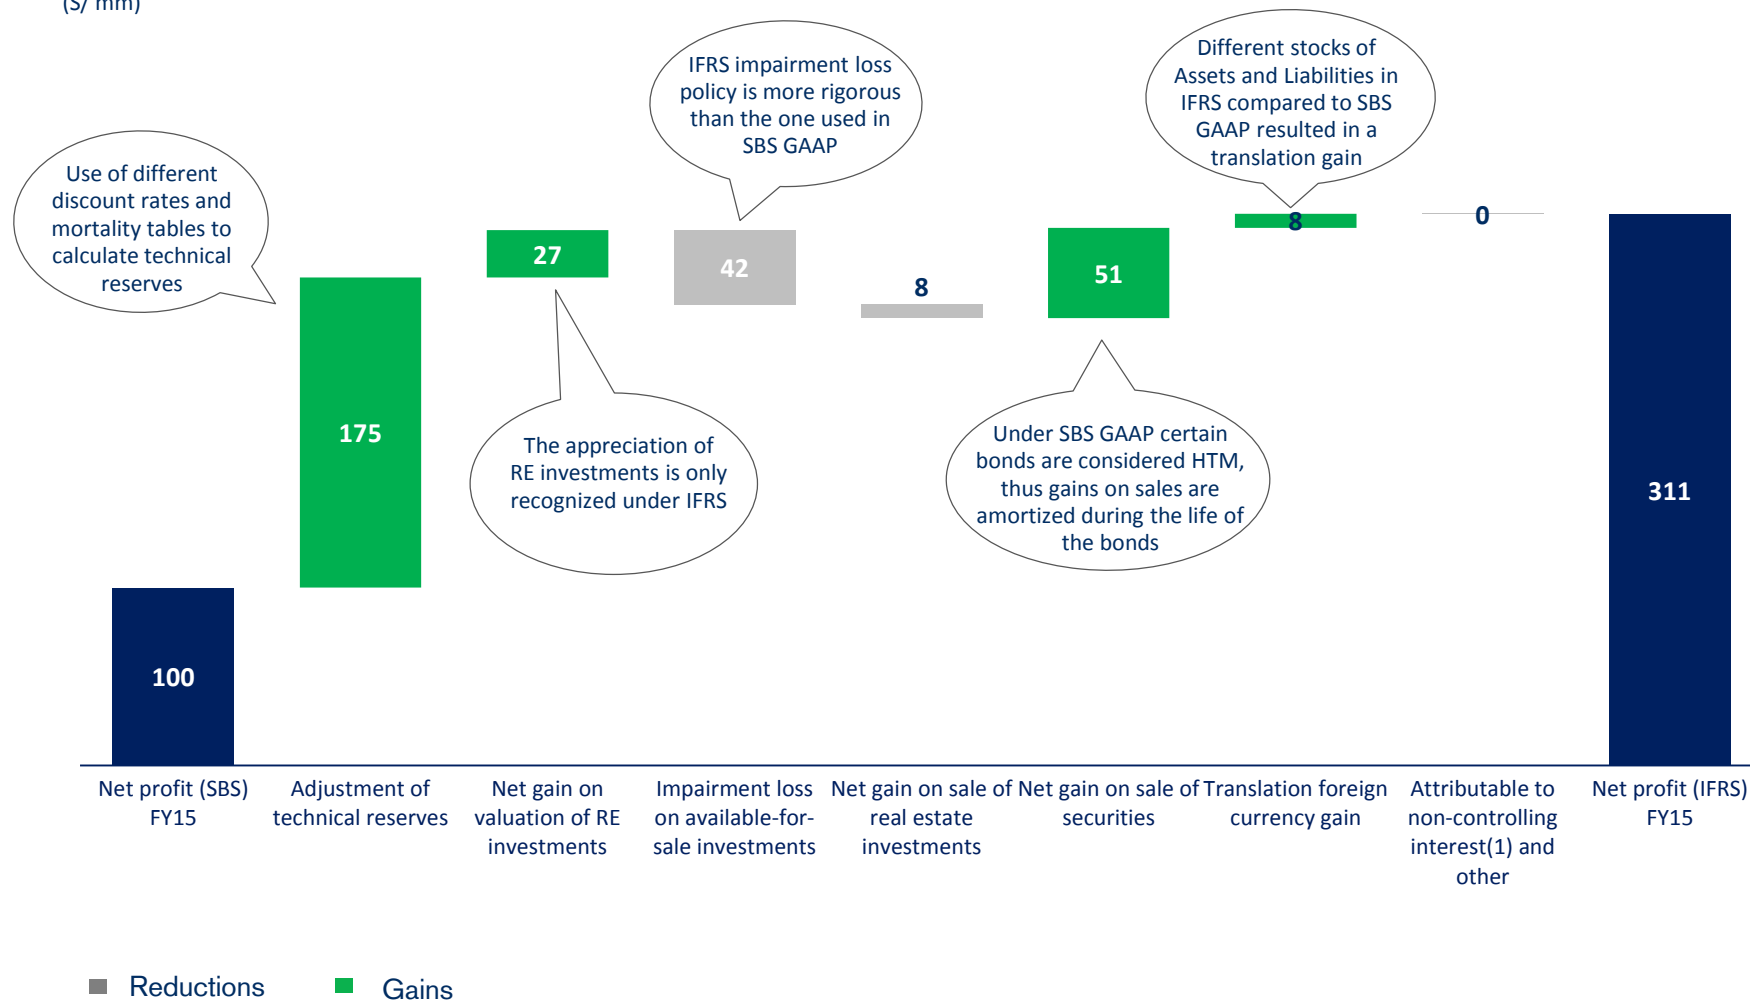 (S/ mm)
Use of different
discount rates and
mortality tables to
calculate technical
reserves
IFRS impairment loss
policy is more rigorous
than the one used in
SBS GAAP
Different stocks of
Assets and Liabilities in
IFRS compared to SBS
GAAP resulted in a
translation gain
The appreciation of
RE investments is only
recognized under IFRS
Under SBS GAAP certain
bonds are considered HTM,
thus gains on sales are
amortized during the life of
the bonds
100
175
27
42
8
51
8
0
311
Net profit (SBS)
FY15
Adjustment of
technical reserves
Net gain on
valuation of RE
investments
Impairment loss
on available-for-
sale investments
Net gain on sale of
real estate
investments
Net gain on sale of
securities
Translation foreign
currency gain
Attributable to
non-controlling
interest(1) and
other
Net profit (IFRS)
FY15
Reductions
Gains